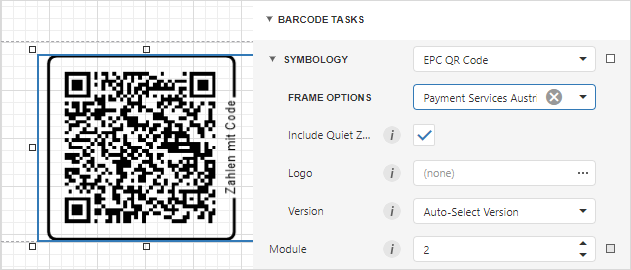 BARCODE TASKS
SYMBOLOGY
EPC QR Code
FRAME OPTIONS
Payment Services Austri
Include Quiet Z...
Logo
(none)
Version
Auto-Select Version
Module
2
Zahlen mit Code